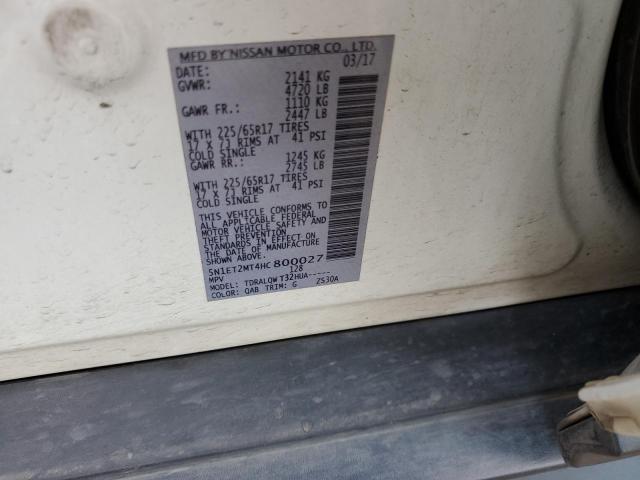 MFD BY NISSAN MOTOR CO., LTD.
DATE: 03/17
GVWR: 2141 KG
4720 LB
GAWR FR.: 1110 KG
2447 LB
WITH 225/65R17 TIRES
17 X 7J RIMS AT 41 PSI
COLD SINGLE
GAWR RR.: 1245 KG
2745 LB
WITH 225/65R17 TIRES
17 X 7J RIMS AT 41 PSI
COLD SINGLE
THIS VEHICLE CONFORMS TO
ALL APPLICABLE FEDERAL
MOTOR VEHICLE SAFETY AND
THEFT PREVENTION
STANDARDS IN EFFECT ON
THE DATE OF MANUFACTURE
SHOWN ABOVE.
5N1ET2MT4HC800027
MPV 128
MODEL: TDRALQW T32HUA-----
COLOR: QAB TRIM: G ZS30A